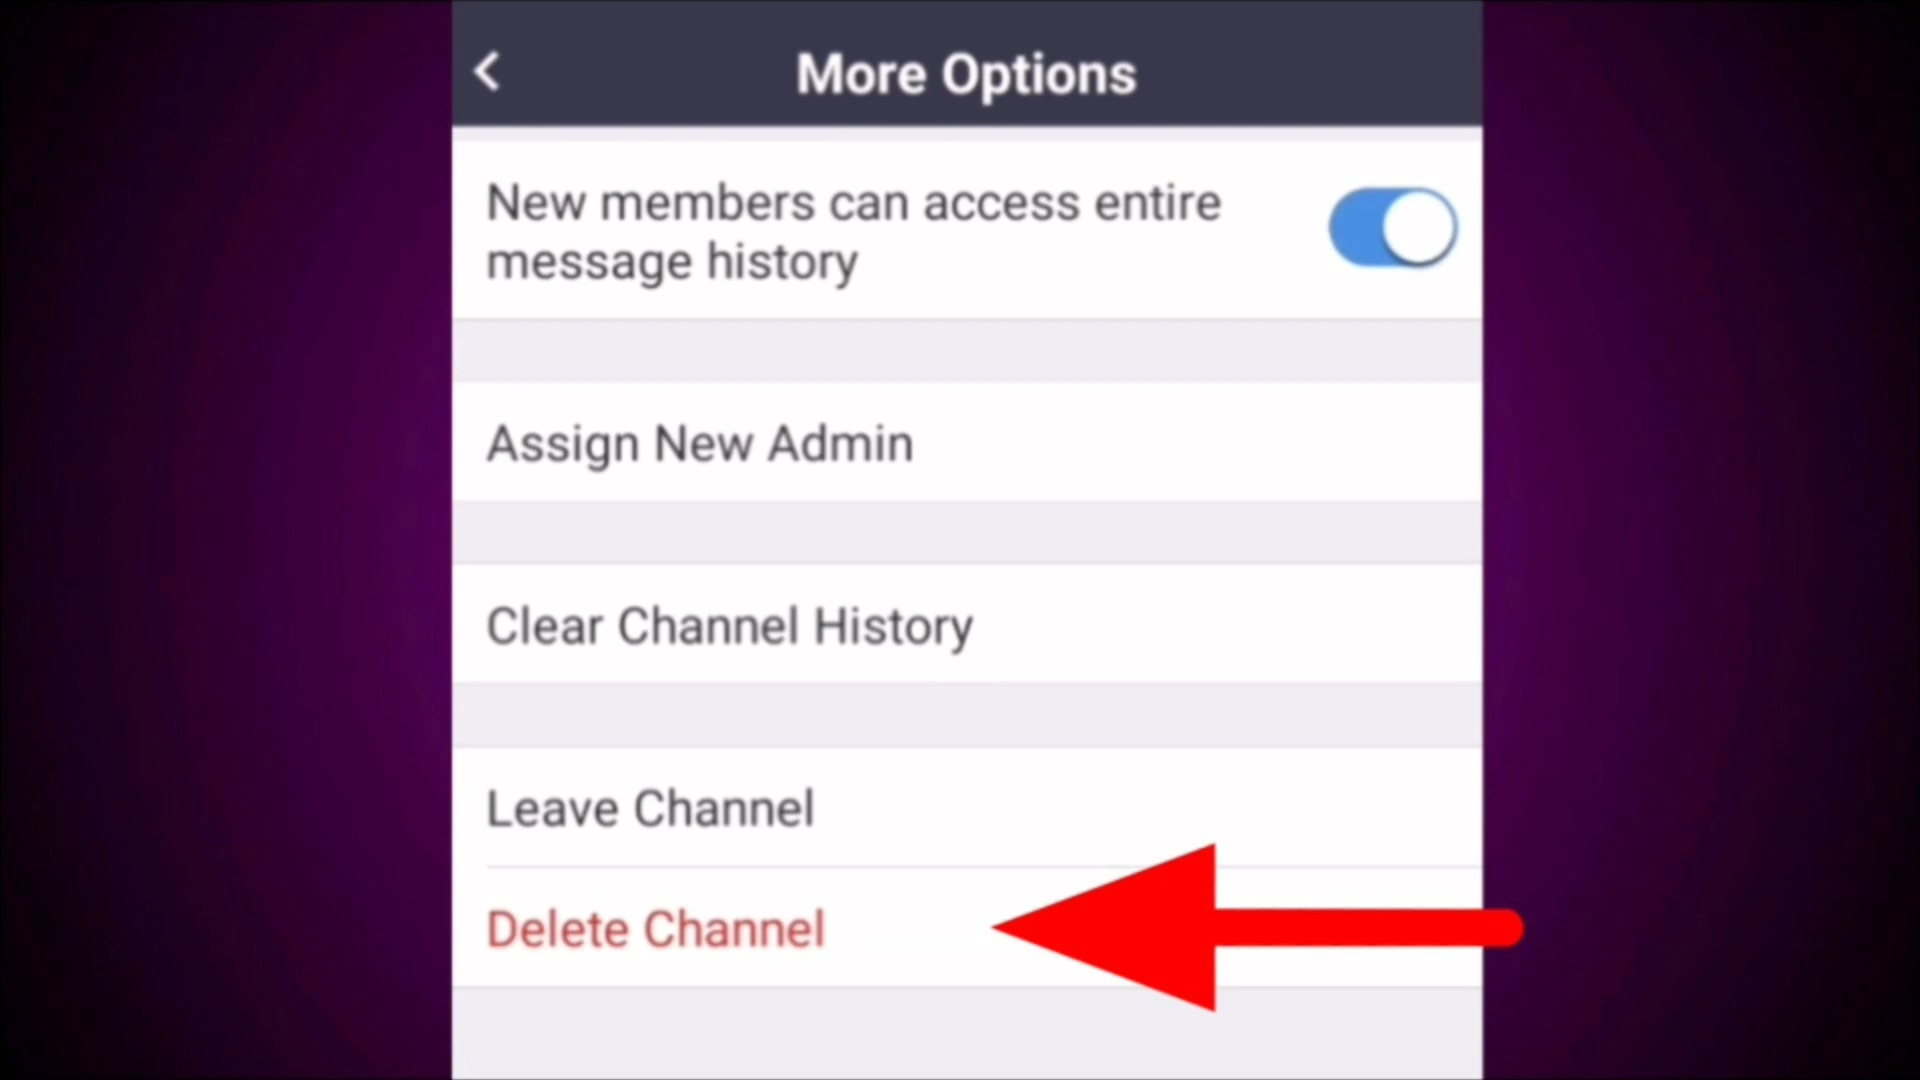 More Options
New members can access entire
message history
Assign New Admin
Clear Channel History
Leave Channel
Delete Channel